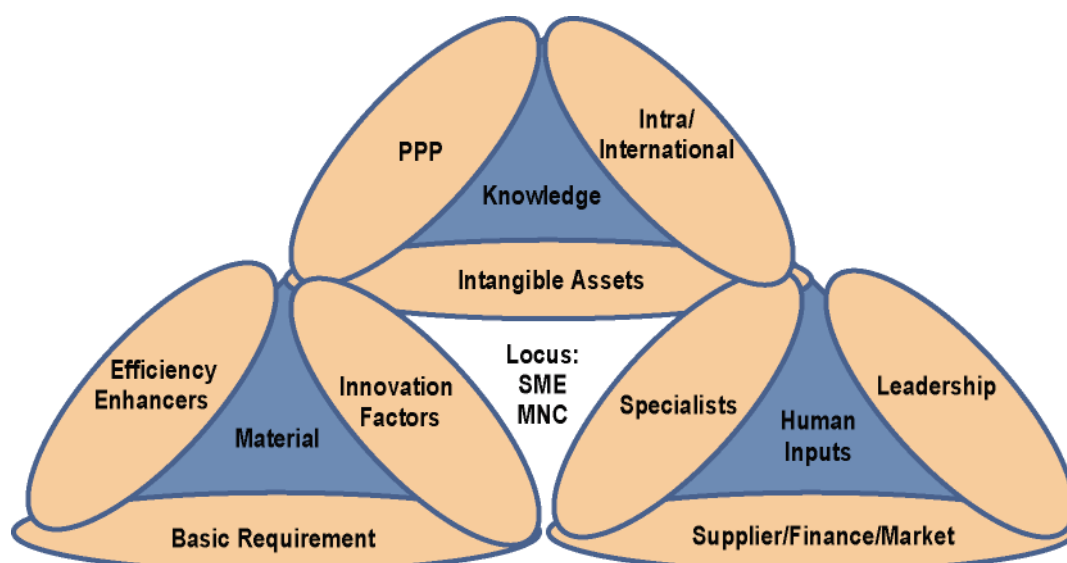 PPP
Intra/
International
Knowledge
Intangible Assets
Efficiency
Enhancers
Material
Innovation
Factors
Basic Requirement
Locus:
SME
MNC
Specialists
Human
Inputs
Leadership
Supplier/Finance/Market